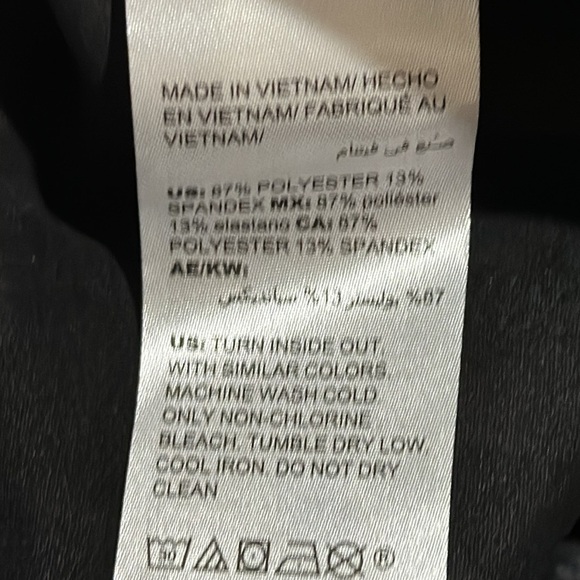 MADE IN VIETNAM/ HECHO
EN VIETNAM/ FABRIQUÉ AU
VIETNAM/
صنع في فيتنام
US: 87% POLYESTER 13%
SPANDEX MX: 87% poliéster
13% elastano CA: 87%
POLYESTER 13% SPANDEX
AE/KW:
87% بوليستر 13% سباندكس
US: TURN INSIDE OUT.
WITH SIMILAR COLORS.
MACHINE WASH COLD.
ONLY NON-CHLORINE
BLEACH. TUMBLE DRY LOW.
COOL IRON. DO NOT DRY
CLEAN
30 ®